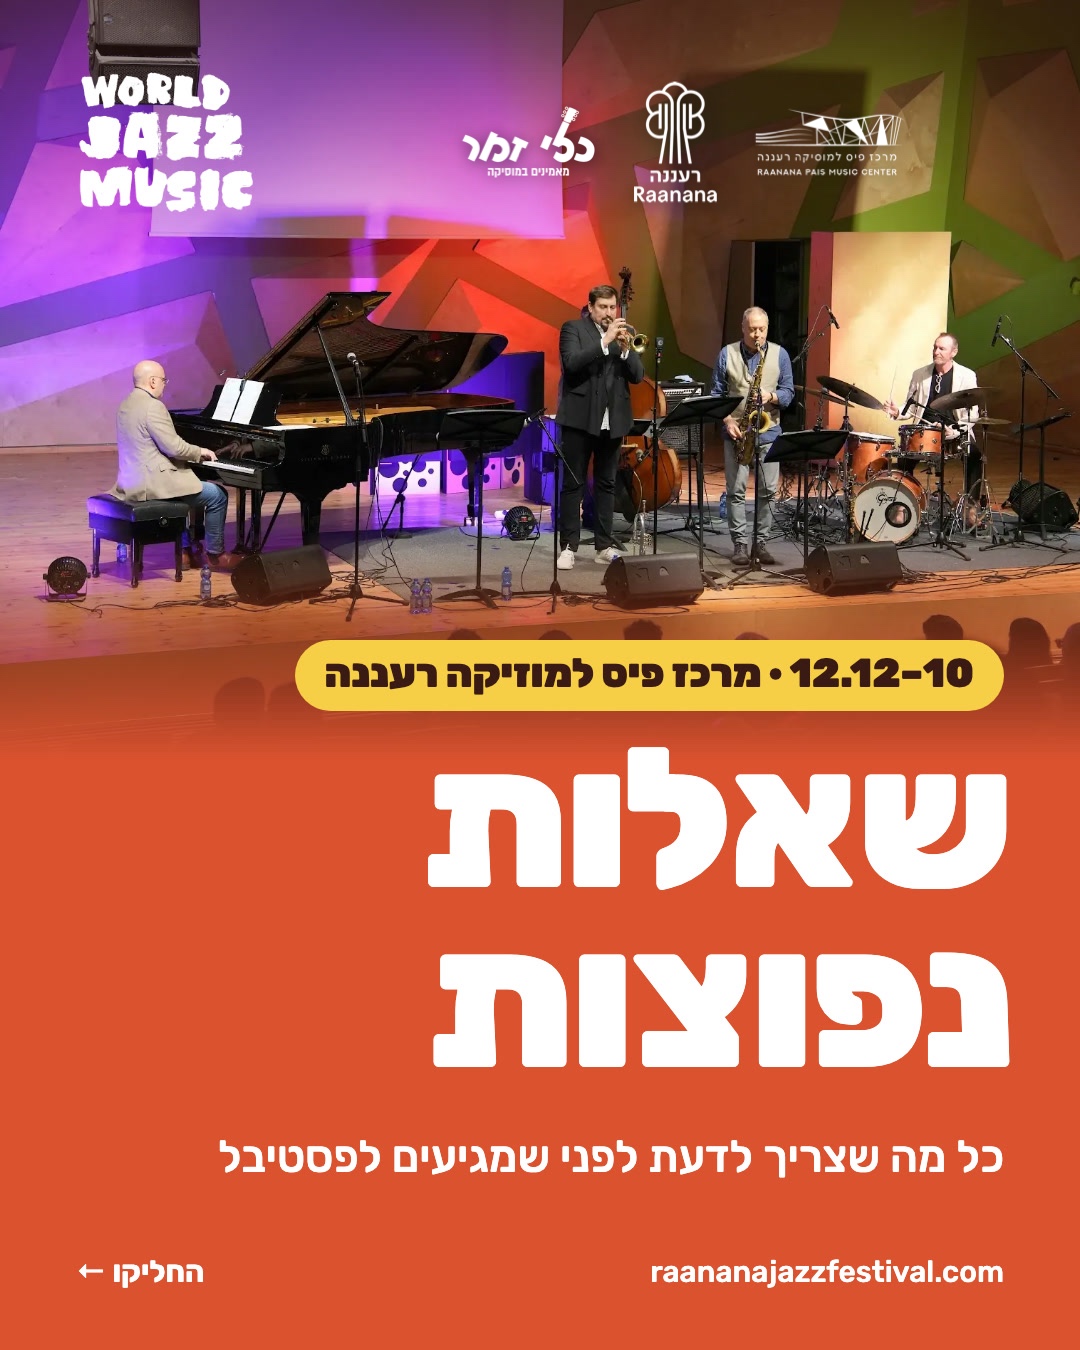 WORLD
JAZZ
MUSIC
כלי זמר
מאמינים במוסיקה
רעננה
Raanana
מרכז פיס למוסיקה רעננה
RAANANA PAIS MUSIC CENTER
10–12.12 • מרכז פיס למוזיקה רעננה
שאלות
נפוצות
כל מה שצריך לדעת לפני שמגיעים לפסטיבל
raananajazzfestival.com
החליקו ←